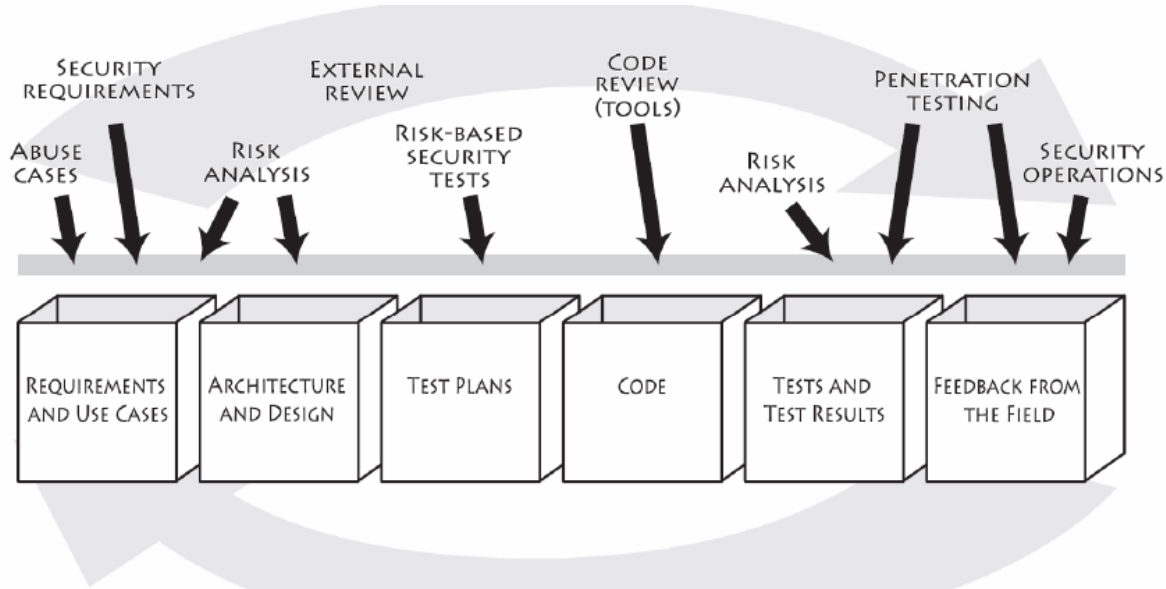 SECURITY
REQUIREMENTS
EXTERNAL
REVIEW
CODE
REVIEW
(TOOLS)
PENETRATION
TESTING
ABUSE
CASES
RISK
ANALYSIS
RISK-BASED
SECURITY
TESTS
RISK
ANALYSIS
SECURITY
OPERATIONS
REQUIREMENTS
AND USE CASES
ARCHITECTURE
AND DESIGN
TEST PLANS
CODE
TESTS AND
TEST RESULTS
FEEDBACK FROM
THE FIELD